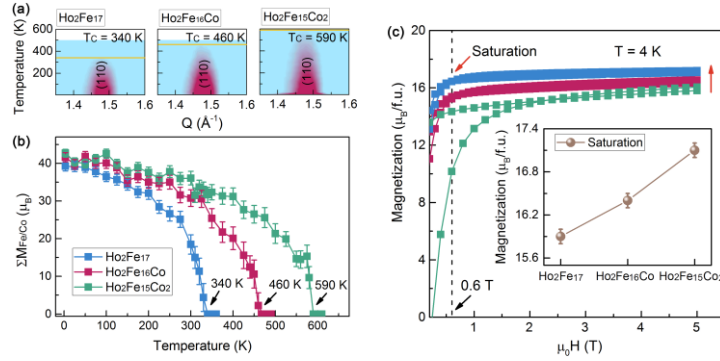 (a)
Ho2Fe17
Ho2Fe16Co
Ho2Fe15Co2
Temperature (K)
600
400
200
0
TC = 340 K
TC = 460 K
TC = 590 K
(110)
(110)
(110)
1.4 1.5 1.6
1.4 1.5 1.6
1.4 1.5 1.6
Q (Å⁻¹)
(b)
ΣMFe/Co (μB)
50
40
30
20
10
0
Ho2Fe17
Ho2Fe16Co
Ho2Fe15Co2
340 K
460 K
590 K
0 100 200 300 400 500 600
Temperature (K)
(c)
Magnetization (μB/f.u.)
20
16
12
8
4
0
Saturation
T = 4 K
0.6 T
0 1 2 3 4 5
μ0H (T)
Magnetization (μB/f.u.)
17.4
16.8
16.2
15.6
Saturation
Ho2Fe17
Ho2Fe16Co
Ho2Fe15Co2